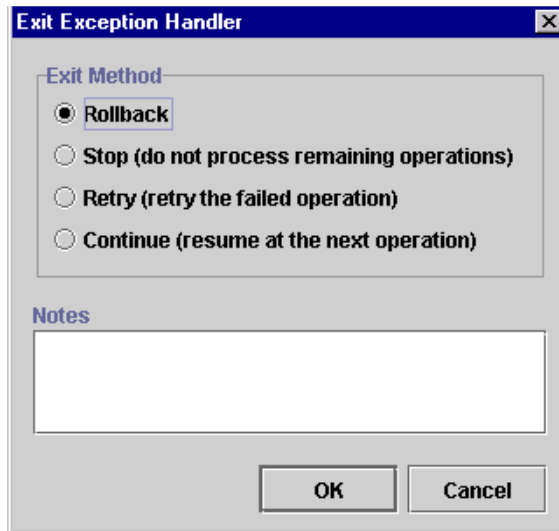 Exit Exception Handler
Exit Method
Rollback
Stop (do not process remaining operations)
Retry (retry the failed operation)
Continue (resume at the next operation)
Notes
OK Cancel